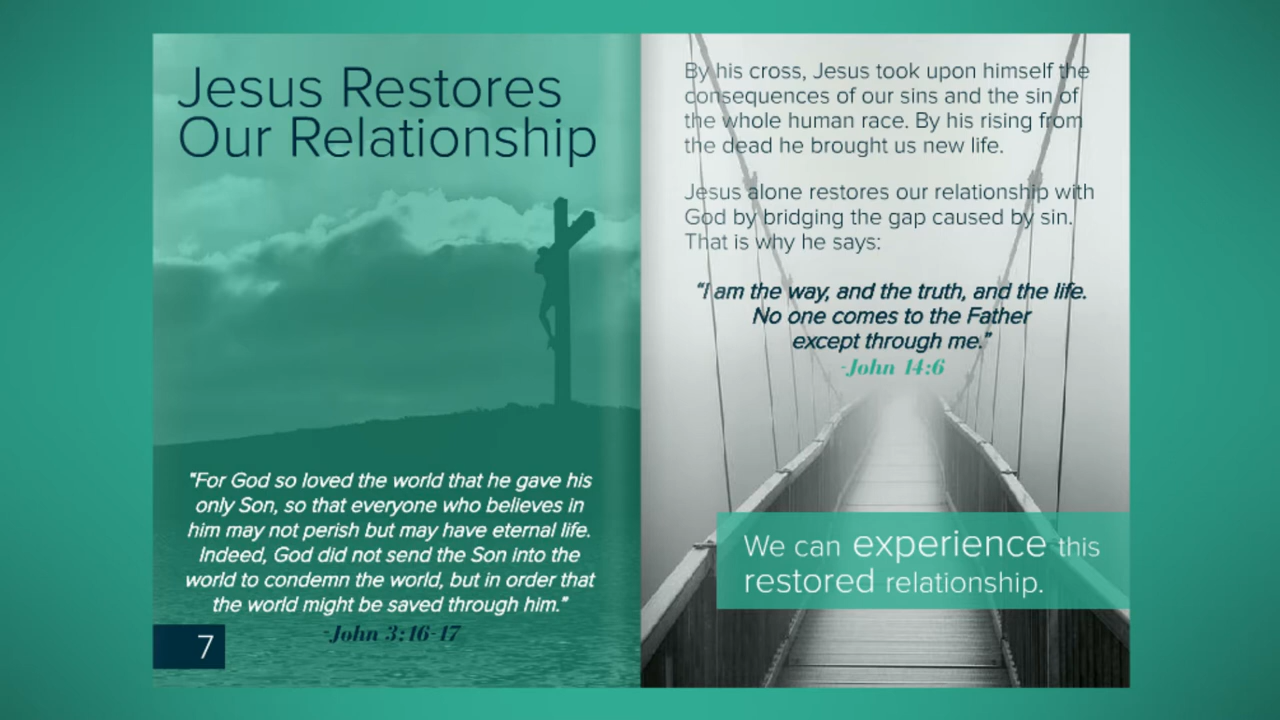 Jesus Restores
Our Relationship
“For God so loved the world that he gave his
only Son, so that everyone who believes in
him may not perish but may have eternal life.
Indeed, God did not send the Son into the
world to condemn the world, but in order that
the world might be saved through him.”
-John 3:16-17
7
By his cross, Jesus took upon himself the
consequences of our sins and the sin of
the whole human race. By his rising from
the dead he brought us new life.
Jesus alone restores our relationship with
God by bridging the gap caused by sin.
That is why he says:
“I am the way, and the truth, and the life.
No one comes to the Father
except through me.”
-John 14:6
We can experience this
restored relationship.